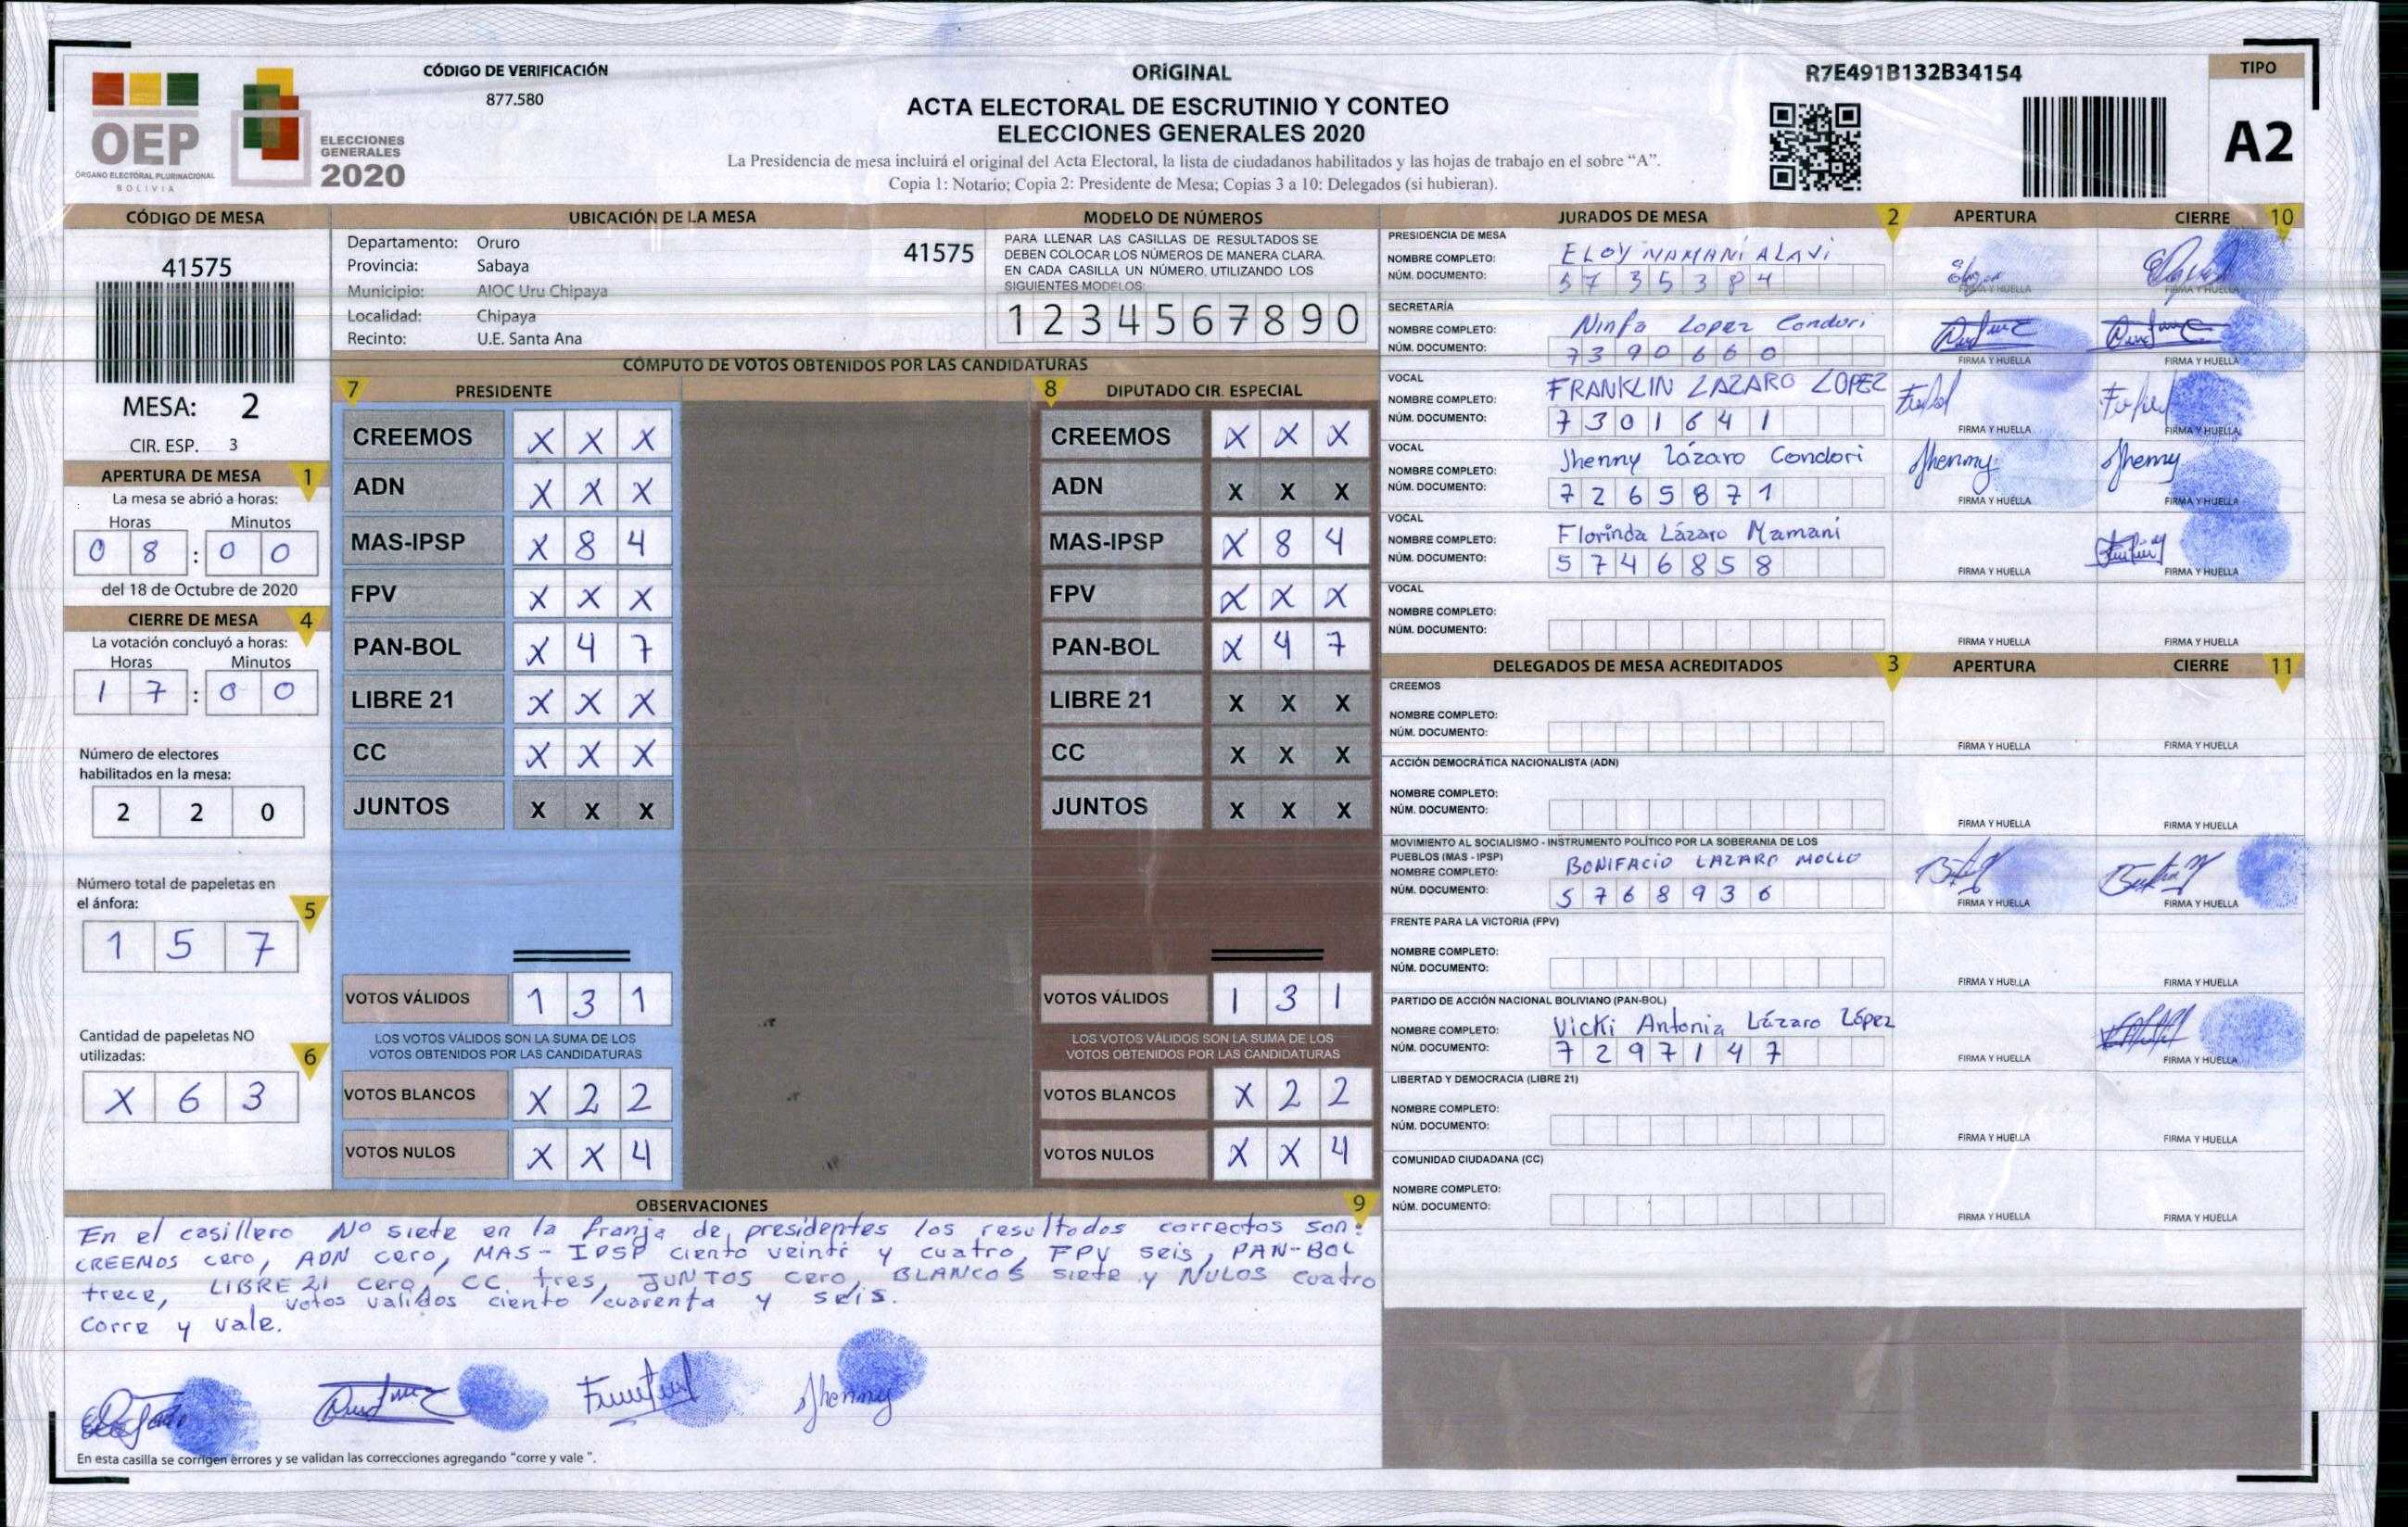 CÓDIGO DE VERIFICACIÓN
877.580
ORIGINAL
ACTA ELECTORAL DE ESCRUTINIO Y CONTEO
ELECCIONES GENERALES 2020
La Presidencia de mesa incluirá el original del Acta Electoral, la lista de ciudadanos habilitados y las hojas de trabajo en el sobre “A”.
Copia 1: Notario; Copia 2: Presidente de Mesa; Copias 3 a 10: Delegados (si hubieran).
R7E491B132B34154
TIPO
A2
OEP
ÓRGANO ELECTORAL PLURINACIONAL
BOLIVIA
ELECCIONES
GENERALES
2020
CÓDIGO DE MESA
41575
MESA: 2
CIR. ESP. 3
APERTURA DE MESA 1
La mesa se abrió a horas:
Horas Minutos
0 8 : 0 0
del 18 de Octubre de 2020
CIERRE DE MESA 4
La votación concluyó a horas:
Horas Minutos
1 7 : 0 0
Número de electores
habilitados en la mesa:
2 2 0
Número total de papeletas en
el ánfora: 5
1 5 7
Cantidad de papeletas NO
utilizadas: 6
X 6 3
UBICACIÓN DE LA MESA
Departamento: Oruro 41575
Provincia: Sabaya
Municipio: AIOC Uru Chipaya
Localidad: Chipaya
Recinto: U.E. Santa Ana
MODELO DE NÚMEROS
PARA LLENAR LAS CASILLAS DE RESULTADOS SE
DEBEN COLOCAR LOS NÚMEROS DE MANERA CLARA.
EN CADA CASILLA UN NÚMERO, UTILIZANDO LOS
SIGUIENTES MODELOS:
1 2 3 4 5 6 7 8 9 0
CÓMPUTO DE VOTOS OBTENIDOS POR LAS CANDIDATURAS
7 PRESIDENTE
CREEMOS X X X
ADN X X X
MAS-IPSP X 8 4
FPV X X X
PAN-BOL X 4 7
LIBRE 21 X X X
CC X X X
JUNTOS X X X
VOTOS VÁLIDOS 1 3 1
LOS VOTOS VÁLIDOS SON LA SUMA DE LOS
VOTOS OBTENIDOS POR LAS CANDIDATURAS
VOTOS BLANCOS X 2 2
VOTOS NULOS X X 4
8 DIPUTADO CIR. ESPECIAL
CREEMOS X X X
ADN X X X
MAS-IPSP X 8 4
FPV X X X
PAN-BOL X 4 7
LIBRE 21 X X X
CC X X X
JUNTOS X X X
VOTOS VÁLIDOS 1 3 1
LOS VOTOS VÁLIDOS SON LA SUMA DE LOS
VOTOS OBTENIDOS POR LAS CANDIDATURAS
VOTOS BLANCOS X 2 2
VOTOS NULOS X X 4
OBSERVACIONES 9
En el casillero No siete en la franja de presidentes los resultados correctos son:
CREEMOS cero, ADN cero, MAS-IPSP ciento veinti y cuatro, FPV seis, PAN-BOL
trece, LIBRE 21 cero, CC tres, JUNTOS cero, BLANCOS siete y NULOS cuatro
votos validos ciento cuarenta y seis.
Corre y vale.
Jhenny
En esta casilla se corrigen errores y se validan las correcciones agregando “corre y vale ”.
JURADOS DE MESA 2 APERTURA CIERRE 10
PRESIDENCIA DE MESA
NOMBRE COMPLETO: ELOY MAMANI ALAVI
NÚM. DOCUMENTO: 5 7 3 5 3 8 4
FIRMA Y HUELLA FIRMA Y HUELLA
SECRETARÍA
NOMBRE COMPLETO: Ninfa Lopez Condori
NÚM. DOCUMENTO: 7 3 9 0 6 6 0
FIRMA Y HUELLA FIRMA Y HUELLA
VOCAL
NOMBRE COMPLETO: FRANKLIN LAZARO LOPEZ
NÚM. DOCUMENTO: 7 3 0 1 6 4 1
FIRMA Y HUELLA FIRMA Y HUELLA
VOCAL
NOMBRE COMPLETO: Jhenny Lázaro Condori Jhenny Jhenny
NÚM. DOCUMENTO: 7 2 6 5 8 7 1
FIRMA Y HUELLA FIRMA Y HUELLA
VOCAL
NOMBRE COMPLETO: Florinda Lázaro Mamani
NÚM. DOCUMENTO: 5 7 4 6 8 5 8
FIRMA Y HUELLA FIRMA Y HUELLA
VOCAL
NOMBRE COMPLETO:
NÚM. DOCUMENTO:
FIRMA Y HUELLA FIRMA Y HUELLA
DELEGADOS DE MESA ACREDITADOS 3 APERTURA CIERRE 11
CREEMOS
NOMBRE COMPLETO:
NÚM. DOCUMENTO:
FIRMA Y HUELLA FIRMA Y HUELLA
ACCIÓN DEMOCRÁTICA NACIONALISTA (ADN)
NOMBRE COMPLETO:
NÚM. DOCUMENTO:
FIRMA Y HUELLA FIRMA Y HUELLA
MOVIMIENTO AL SOCIALISMO - INSTRUMENTO POLÍTICO POR LA SOBERANIA DE LOS
PUEBLOS (MAS - IPSP)
NOMBRE COMPLETO: BONIFACIO LAZARO MOLLO
NÚM. DOCUMENTO: 5 7 6 8 9 3 6
FIRMA Y HUELLA FIRMA Y HUELLA
FRENTE PARA LA VICTORIA (FPV)
NOMBRE COMPLETO:
NÚM. DOCUMENTO:
FIRMA Y HUELLA FIRMA Y HUELLA
PARTIDO DE ACCIÓN NACIONAL BOLIVIANO (PAN-BOL)
NOMBRE COMPLETO: Vicki Antonia Lázaro López
NÚM. DOCUMENTO: 7 2 9 7 1 4 7
FIRMA Y HUELLA FIRMA Y HUELLA
LIBERTAD Y DEMOCRACIA (LIBRE 21)
NOMBRE COMPLETO:
NÚM. DOCUMENTO:
FIRMA Y HUELLA FIRMA Y HUELLA
COMUNIDAD CIUDADANA (CC)
NOMBRE COMPLETO:
NÚM. DOCUMENTO:
FIRMA Y HUELLA FIRMA Y HUELLA